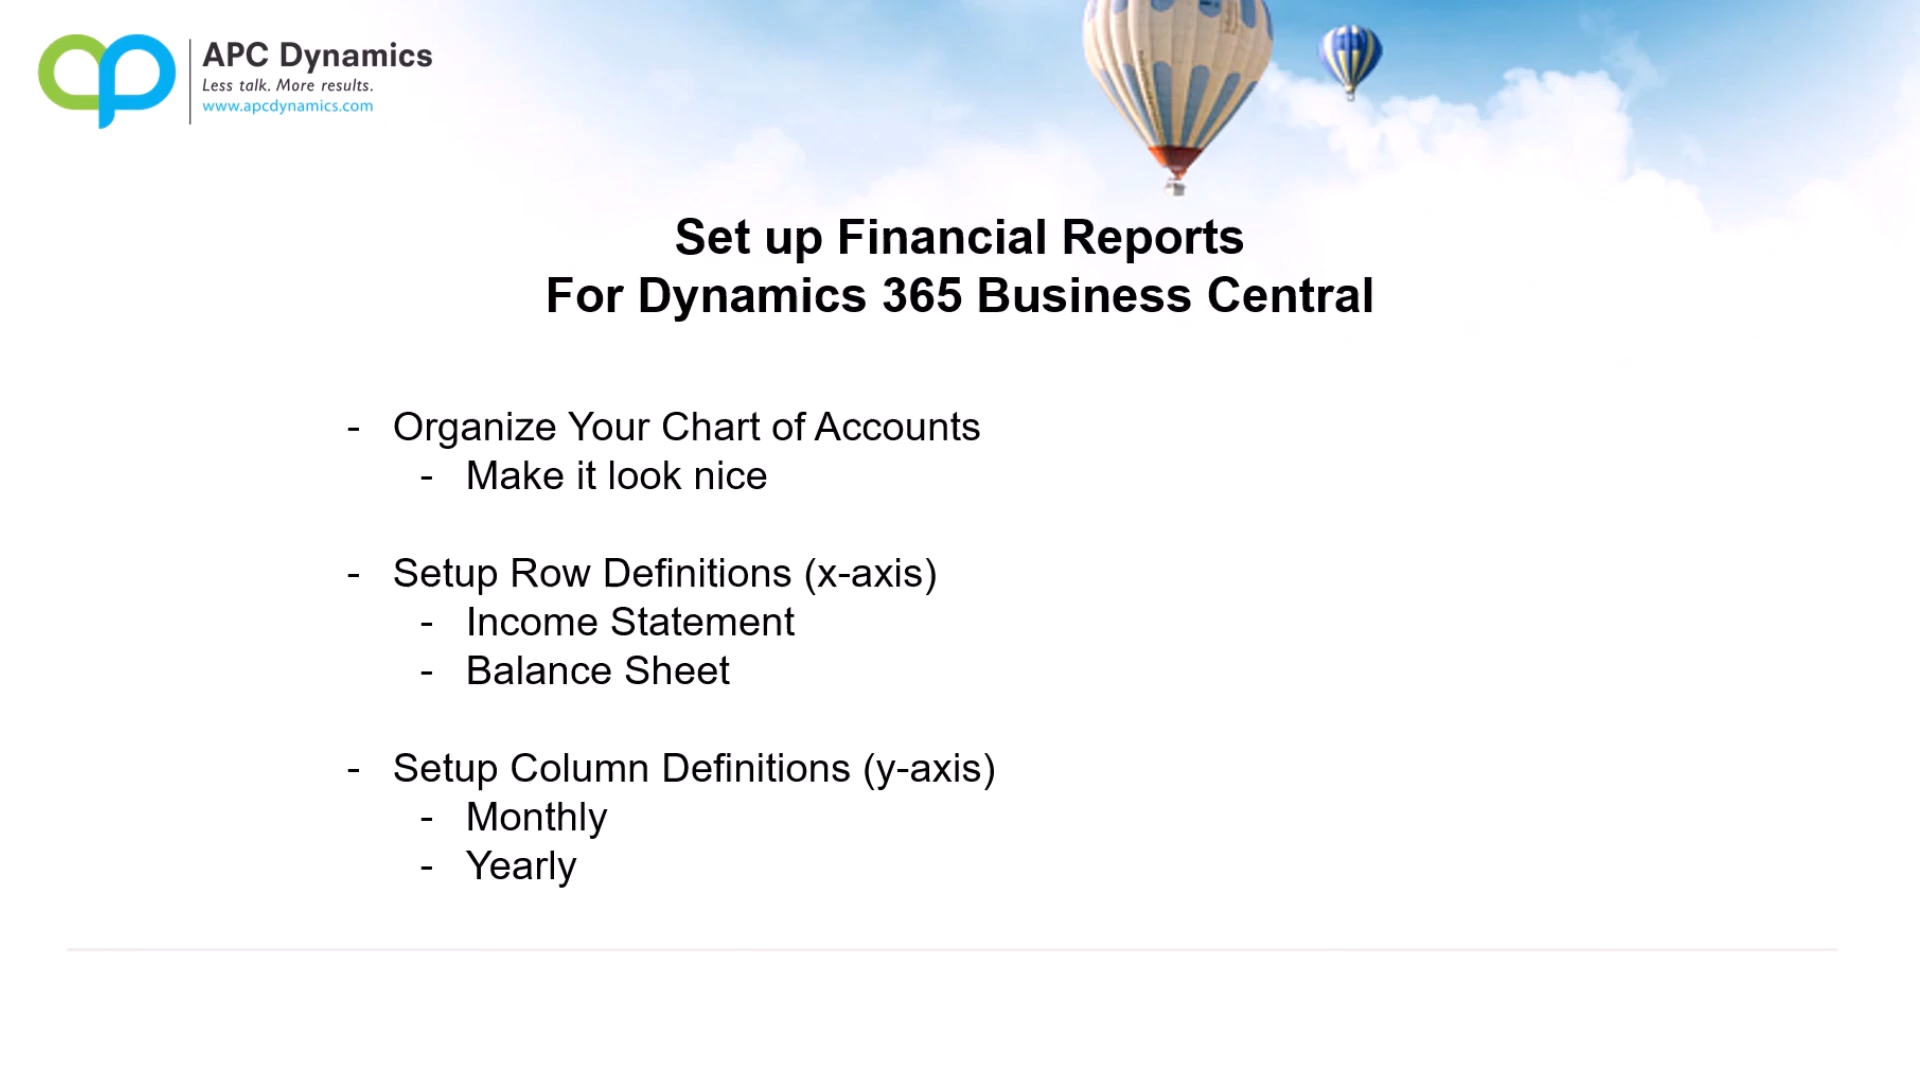 APC Dynamics
Less talk. More results.
www.apcdynamics.com
Set up Financial Reports
For Dynamics 365 Business Central
- Organize Your Chart of Accounts
- Make it look nice
- Setup Row Definitions (x-axis)
- Income Statement
- Balance Sheet
- Setup Column Definitions (y-axis)
- Monthly
- Yearly